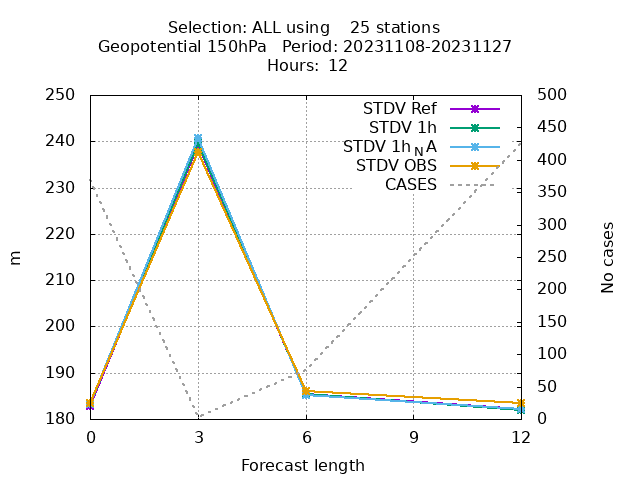 Selection: ALL using    25 stations
Geopotential 150hPa   Period: 20231108-20231127
Hours:  12
250 500
STDV Ref
STDV 1h
STDV 1h_N A
STDV OBS
CASES
240 450
230 400
220 350
210 300
200 250
190 200
180 150
100
50
0
m
No cases
0 3 6 9 12
Forecast length